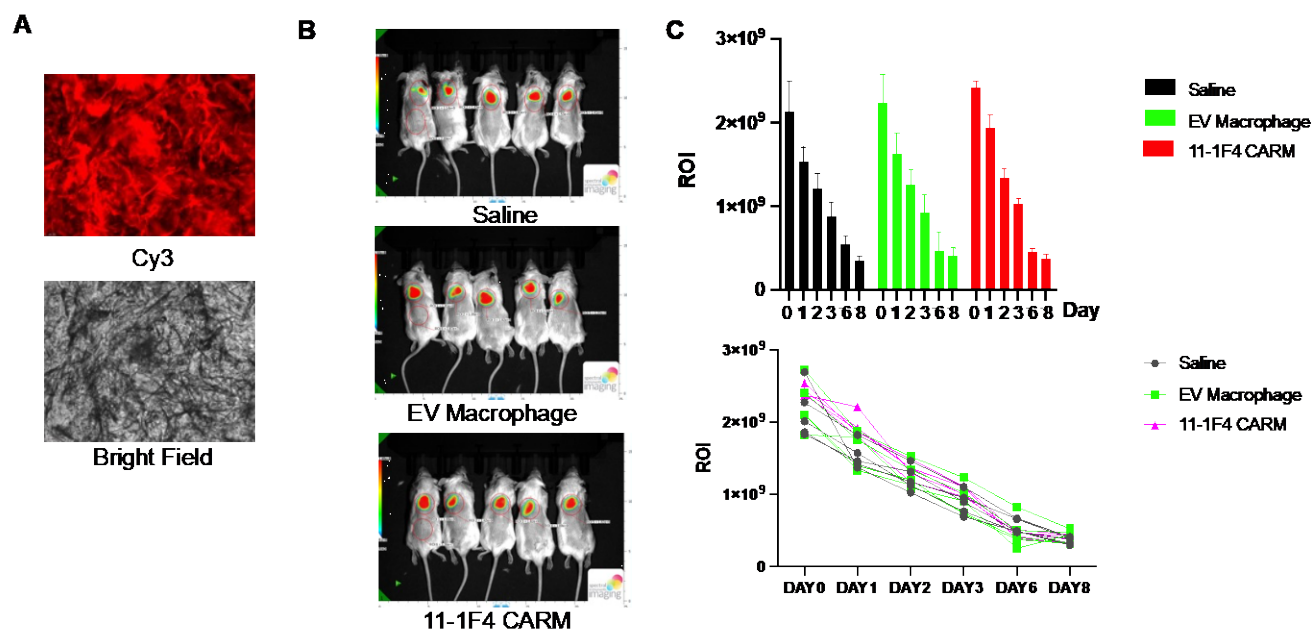 A
B
C
Cy3
Bright Field
Saline
EV Macrophage
11-1F4 CARM
imaging
imaging
imaging
3×10⁹
2×10⁹
1×10⁹
0
ROI
0 1 2 3 6 8 0 1 2 3 6 8 0 1 2 3 6 8 Day
Saline
EV Macrophage
11-1F4 CARM
3×10⁹
2×10⁹
1×10⁹
0
ROI
DAY0 DAY1 DAY2 DAY3 DAY6 DAY8
Saline
EV Macrophage
11-1F4 CARM